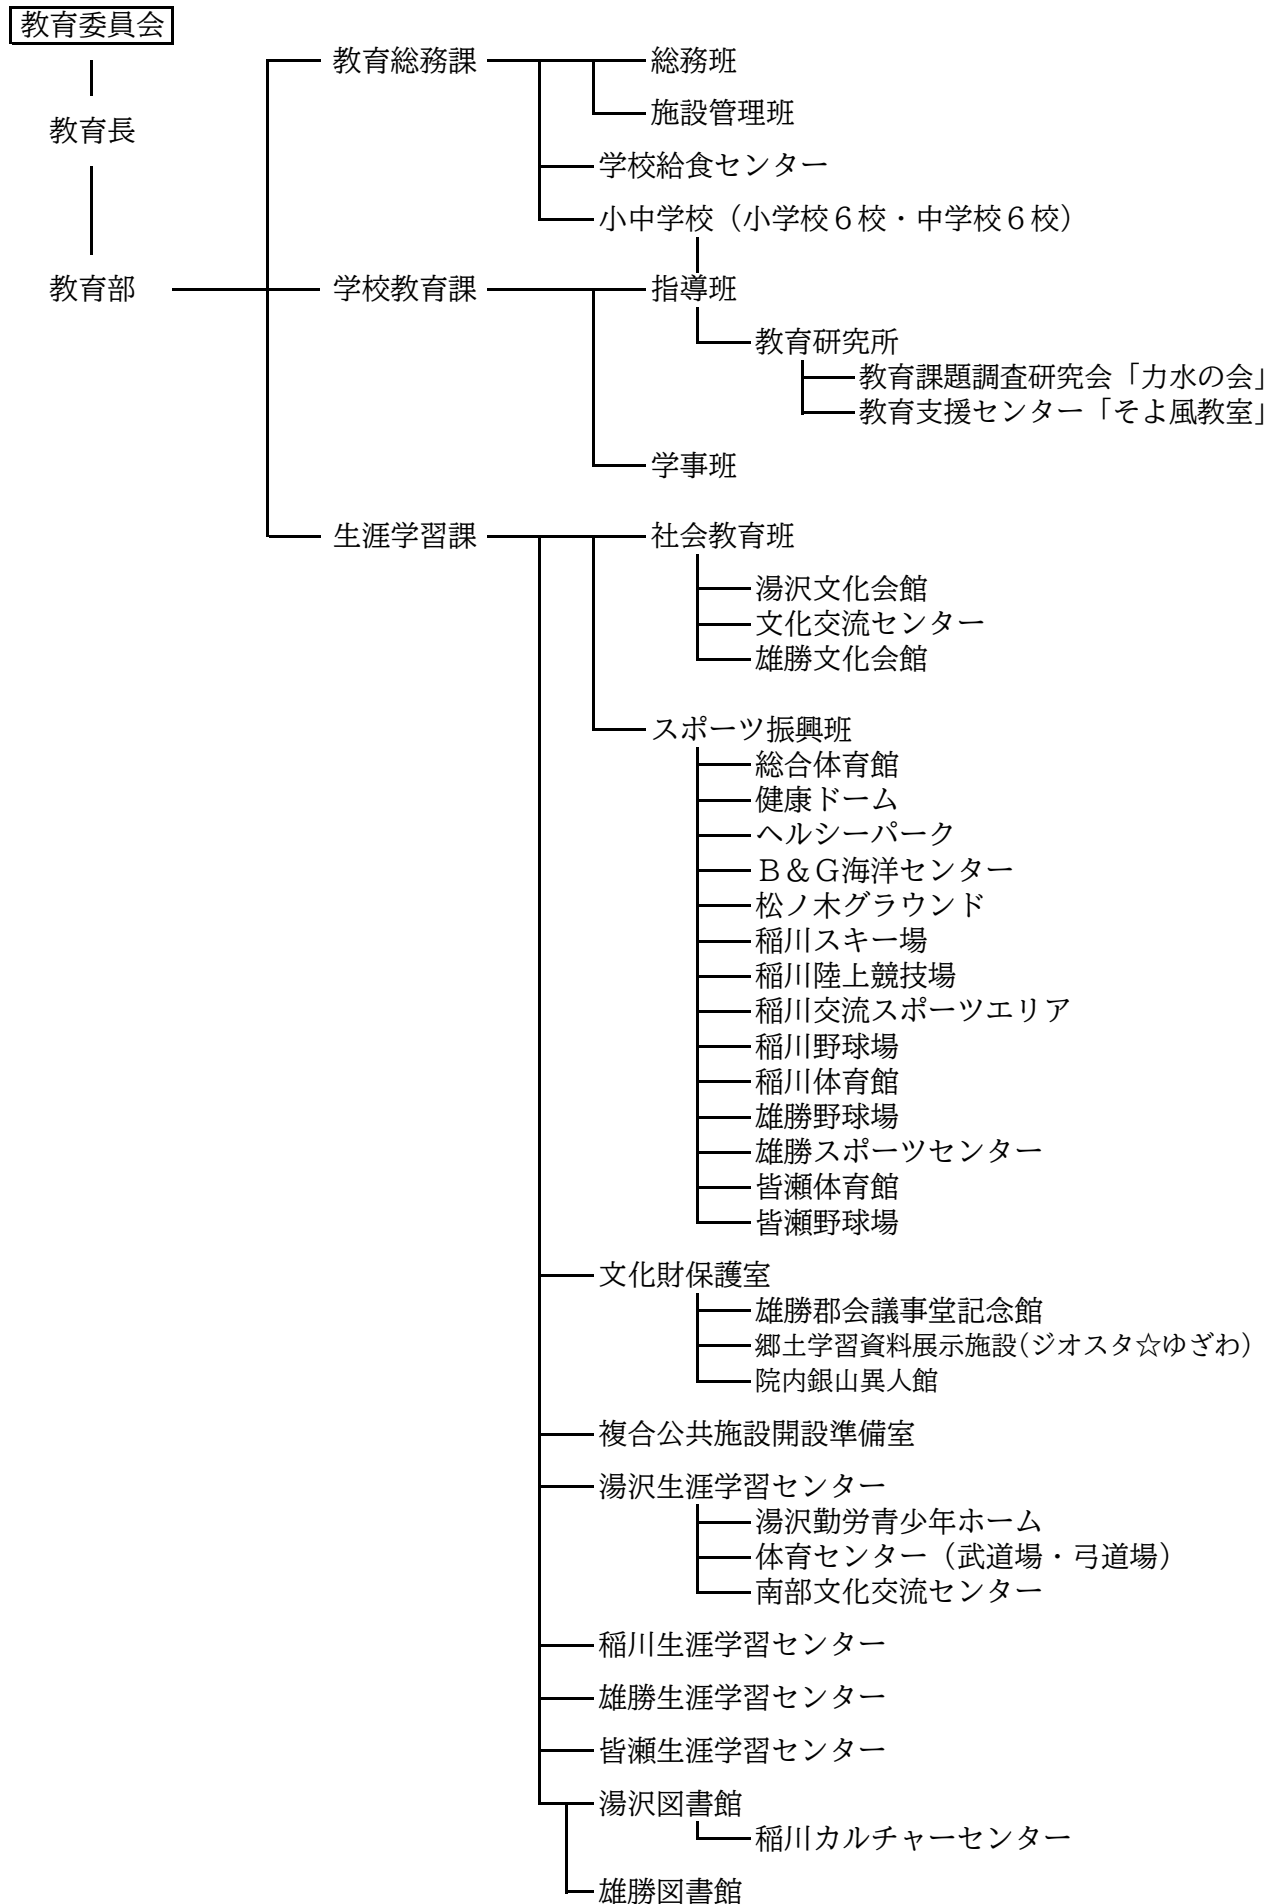 教育委員会
教育総務課
総務班
施設管理班
教育長
学校給食センター
小中学校（小学校６校・中学校６校）
教育部
学校教育課
指導班
教育研究所
教育課題調査研究会「力水の会」
教育支援センター「そよ風教室」
学事班
生涯学習課
社会教育班
湯沢文化会館
文化交流センター
雄勝文化会館
スポーツ振興班
総合体育館
健康ドーム
ヘルシーパーク
Ｂ＆Ｇ海洋センター
松ノ木グラウンド
稲川スキー場
稲川陸上競技場
稲川交流スポーツエリア
稲川野球場
稲川体育館
雄勝野球場
雄勝スポーツセンター
皆瀬体育館
皆瀬野球場
文化財保護室
雄勝郡会議事堂記念館
郷土学習資料展示施設（ジオスタ☆ゆざわ）
院内銀山異人館
複合公共施設開設準備室
湯沢生涯学習センター
湯沢勤労青少年ホーム
体育センター（武道場・弓道場）
南部文化交流センター
稲川生涯学習センター
雄勝生涯学習センター
皆瀬生涯学習センター
湯沢図書館
稲川カルチャーセンター
雄勝図書館